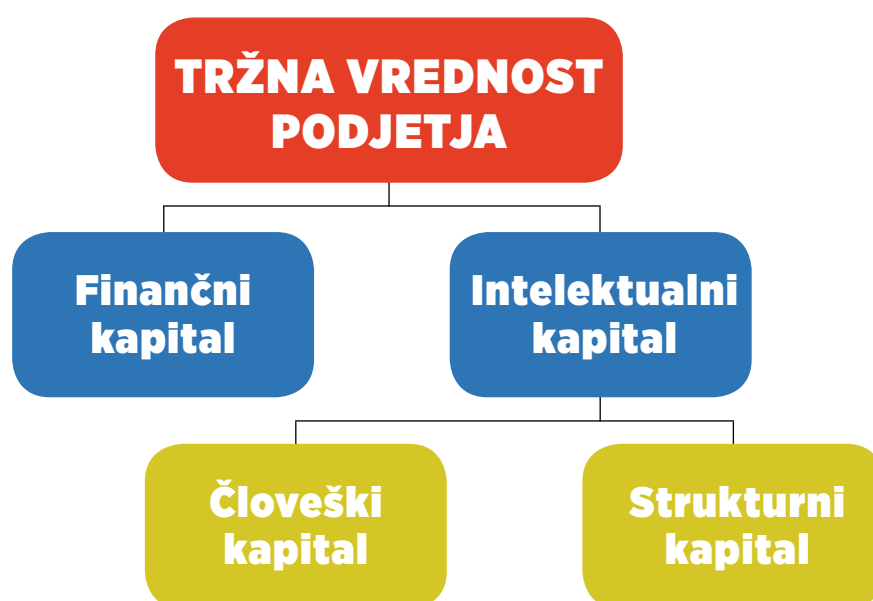 TRŽNA VREDNOST
PODJETJA
Finančni
kapital
Intelektualni
kapital
Človeški
kapital
Strukturni
kapital